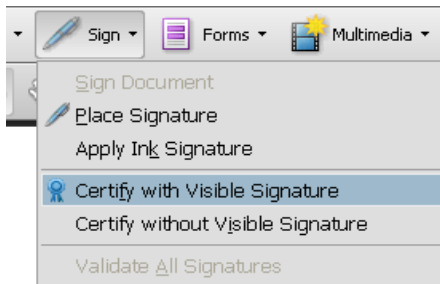 Sign Forms Multimedia
Sign Document
Place Signature
Apply Ink Signature
Certify with Visible Signature
Certify without Visible Signature
Validate All Signatures